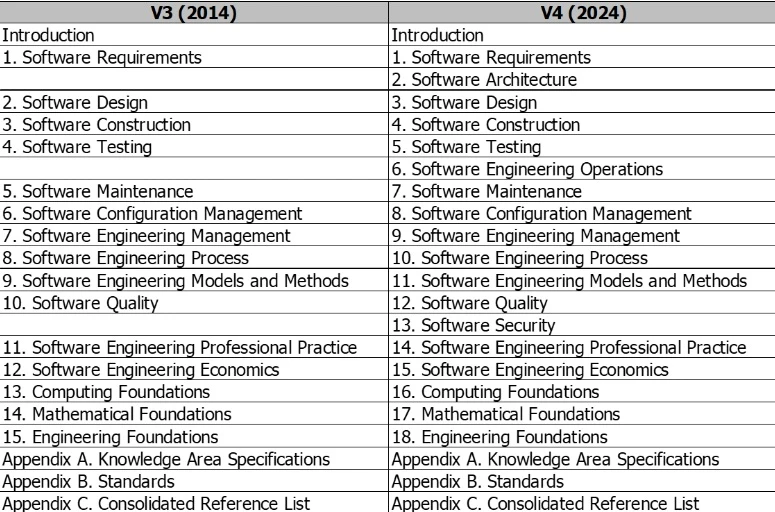 V3 (2014) V4 (2024)
Introduction Introduction
1. Software Requirements 1. Software Requirements
2. Software Architecture
2. Software Design 3. Software Design
3. Software Construction 4. Software Construction
4. Software Testing 5. Software Testing
6. Software Engineering Operations
5. Software Maintenance 7. Software Maintenance
6. Software Configuration Management 8. Software Configuration Management
7. Software Engineering Management 9. Software Engineering Management
8. Software Engineering Process 10. Software Engineering Process
9. Software Engineering Models and Methods 11. Software Engineering Models and Methods
10. Software Quality 12. Software Quality
13. Software Security
11. Software Engineering Professional Practice 14. Software Engineering Professional Practice
12. Software Engineering Economics 15. Software Engineering Economics
13. Computing Foundations 16. Computing Foundations
14. Mathematical Foundations 17. Mathematical Foundations
15. Engineering Foundations 18. Engineering Foundations
Appendix A. Knowledge Area Specifications Appendix A. Knowledge Area Specifications
Appendix B. Standards Appendix B. Standards
Appendix C. Consolidated Reference List Appendix C. Consolidated Reference List